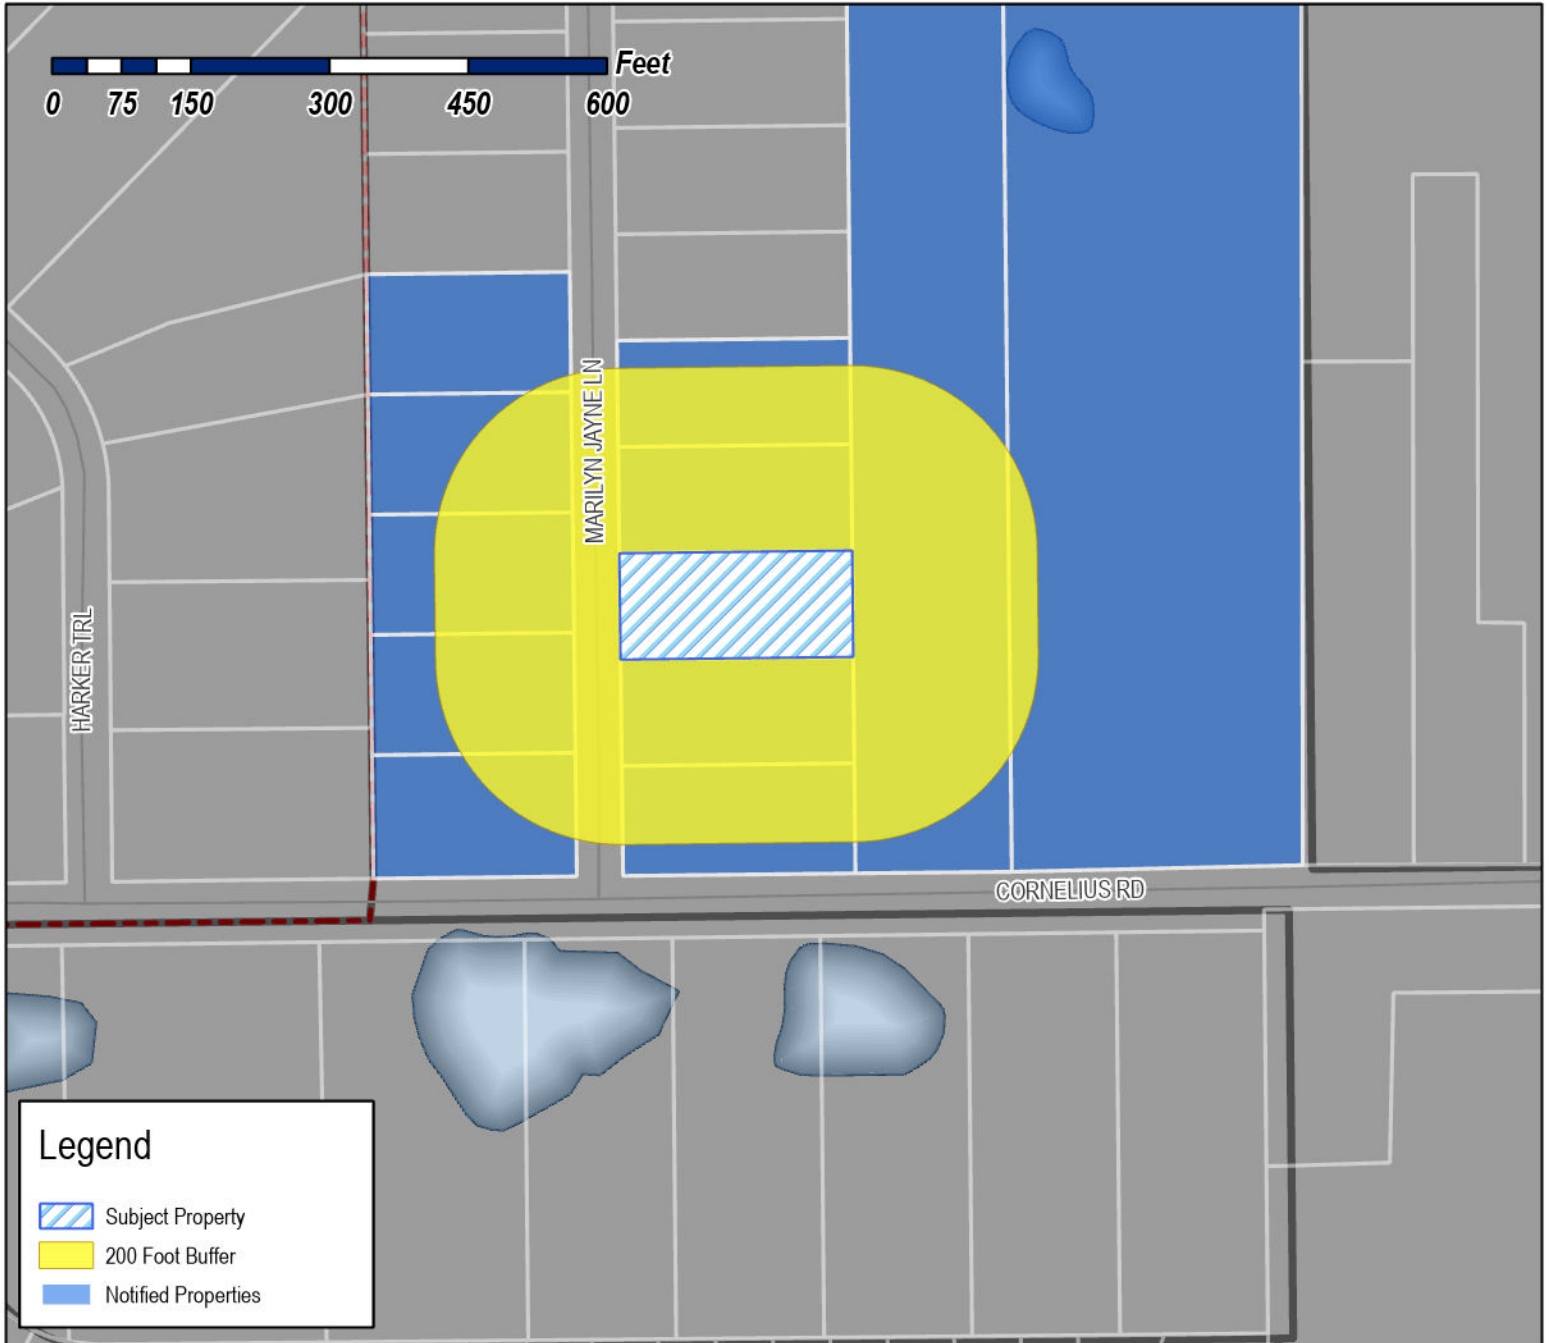 Feet
0 75 150 300 450 600
MARILYN JAYNE LN
HARKER TRL
CORNELIUS RD
Legend
Subject Property
200 Foot Buffer
Notified Properties